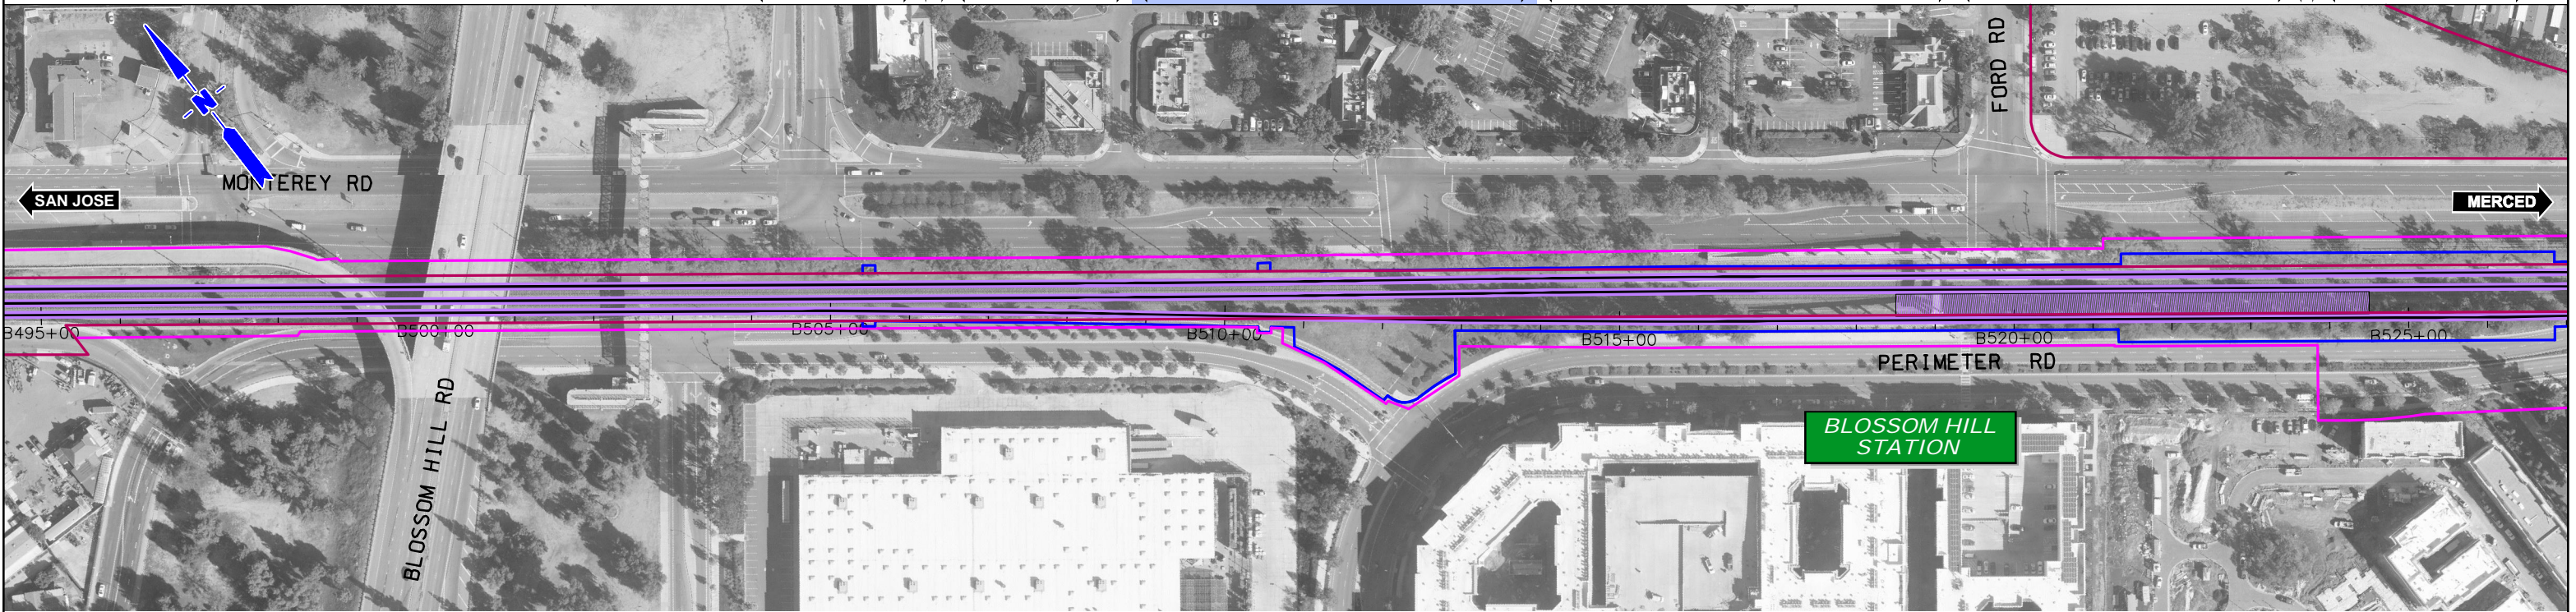 FORD RD
N
MONTEREY RD
SAN JOSE
MERCED
B495+00
B500+00
B505+00
B510+00
B515+00
B520+00
B525+00
PERIMETER RD
BLOSSOM HILL RD
BLOSSOM HILL
STATION